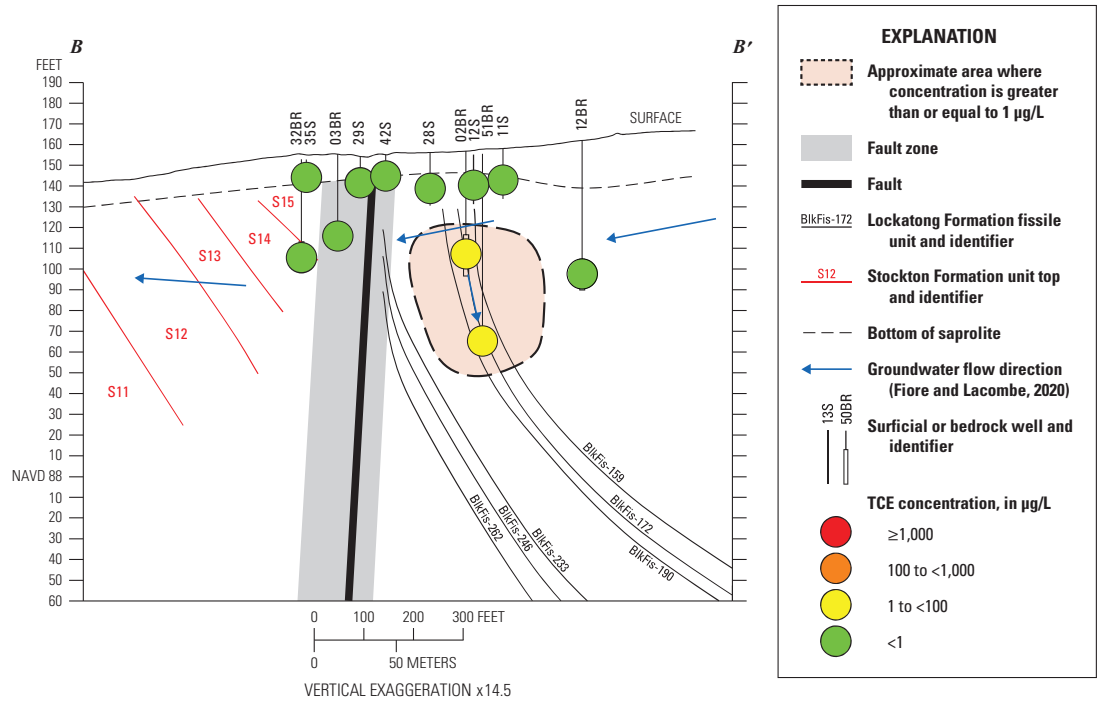 B
B′
FEET
190
180
170
160
150
140
130
120
110
100
90
80
70
60
50
40
30
20
10
NAVD 88
10
20
30
40
50
60
32BR
35S
03BR
29S
42S
28S
02BR
12S
51BR
11S
12BR
SURFACE
S15
S14
S13
S12
S11
BlkFis-262
BlkFis-246
BlkFis-233
BlkFis-159
BlkFis-172
BlkFis-190
0 100 200 300 FEET
0 50 METERS
VERTICAL EXAGGERATION x14.5
EXPLANATION
Approximate area where
concentration is greater
than or equal to 1 µg/L
Fault zone
Fault
BlkFis-172
Lockatong Formation fissile
unit and identifier
S12
Stockton Formation unit top
and identifier
Bottom of saprolite
Groundwater flow direction
(Fiore and Lacombe, 2020)
13S
50BR
Surficial or bedrock well and
identifier
TCE concentration, in µg/L
≥1,000
100 to <1,000
1 to <100
<1